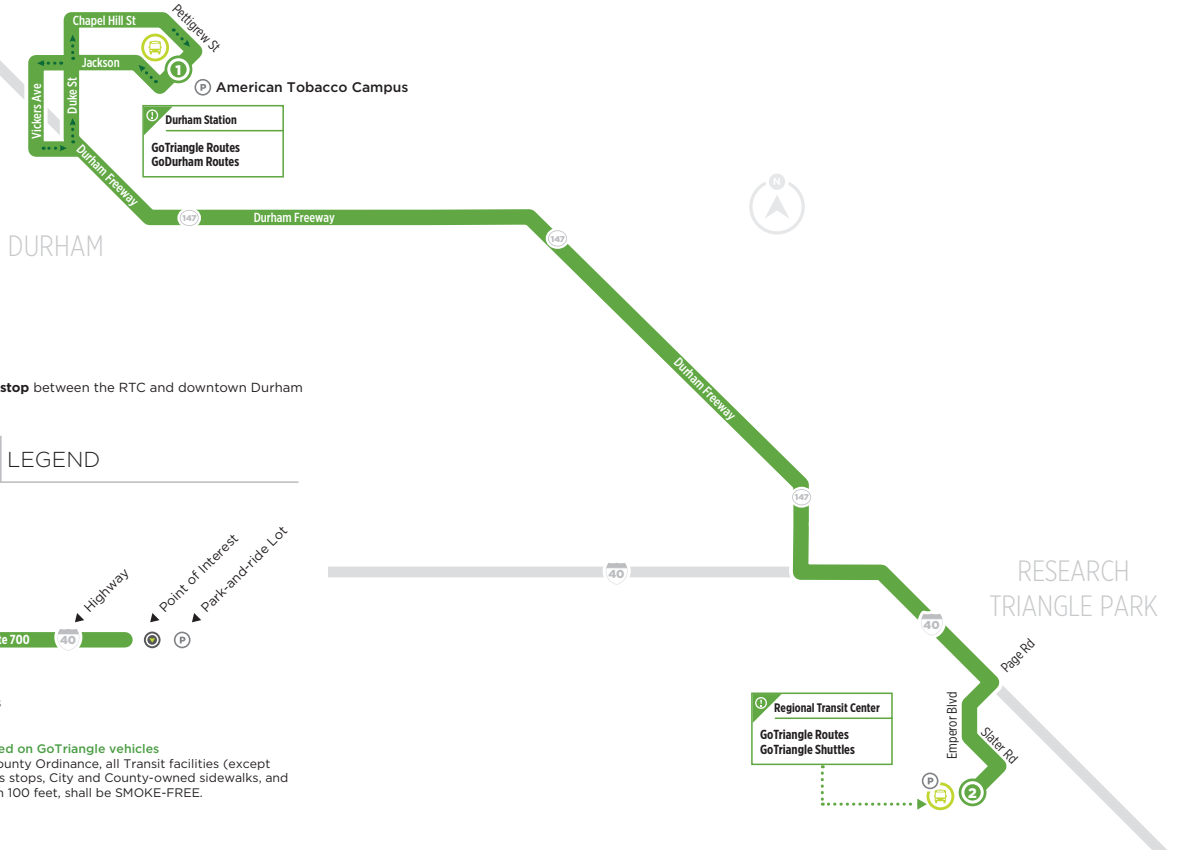 Chapel Hill St
Pettigrew St
Jackson
1
P American Tobacco Campus
Vickers Ave
Duke St
Durham Station
GoTriangle Routes
GoDurham Routes
Durham Freeway
147
Durham Freeway
147
N
DURHAM
Durham Freeway
stop between the RTC and downtown Durham
LEGEND
147
Highway
Point of Interest
Park-and-ride Lot
40
RESEARCH
TRIANGLE PARK
te 700
40
P
40
Page Rd
Emperor Blvd
Slater Rd
Regional Transit Center
GoTriangle Routes
GoTriangle Shuttles
P
2
s
ed on GoTriangle vehicles
ounty Ordinance, all Transit facilities (except
s stops, City and County-owned sidewalks, and
n 100 feet, shall be SMOKE-FREE.